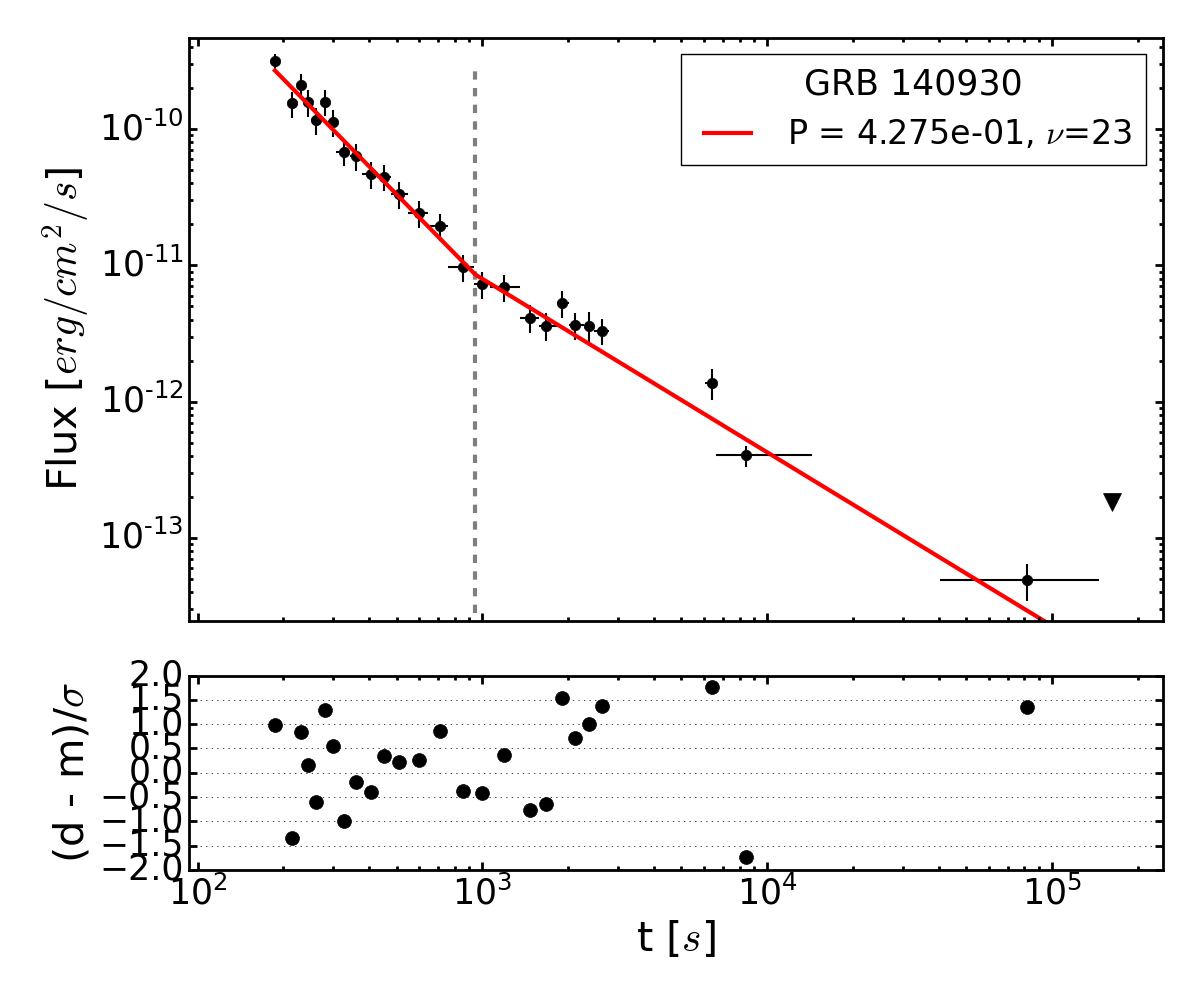 GRB 140930
P = 4.275e-01, ν=23
Flux [erg/cm²/s]
10⁻¹⁰
10⁻¹¹
10⁻¹²
10⁻¹³
(d - m)/σ
2.0
1.5
1.0
0.5
0.0
−0.5
−1.0
−1.5
−2.0
10² 10³ 10⁴ 10⁵
t [s]